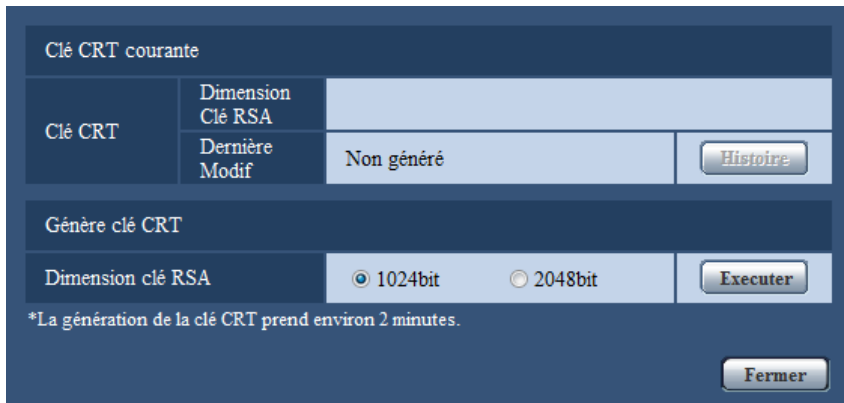 Clé CRT courante
Clé CRT
Dimension
Clé RSA
Dernière
Modif
Non généré
Histoire
Génère clé CRT
Dimension clé RSA
1024bit
2048bit
Executer
*La génération de la clé CRT prend environ 2 minutes.
Fermer